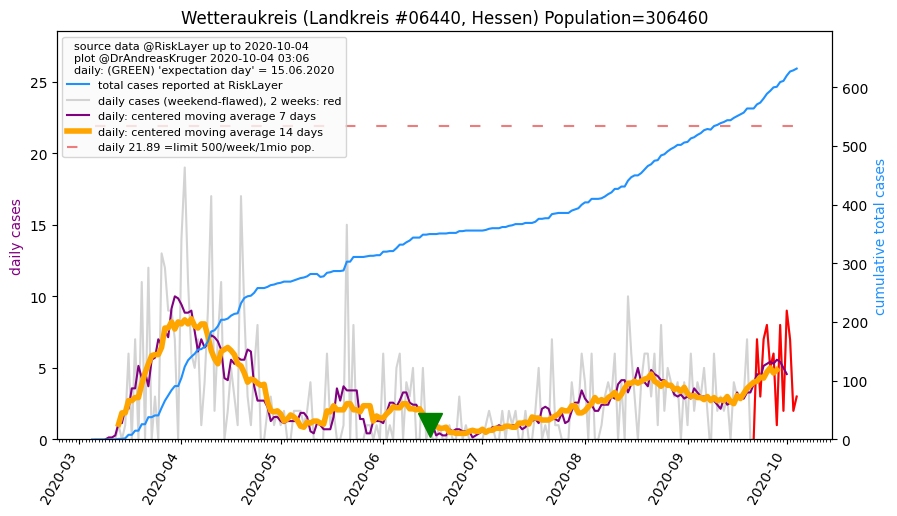 Wetteraukreis (Landkreis #06440, Hessen) Population=306460
source data @RiskLayer up to 2020-10-04
plot @DrAndreasKruger 2020-10-04 03:06
daily: (GREEN) 'expectation day' = 15.06.2020
total cases reported at RiskLayer
daily cases (weekend-flawed), 2 weeks: red
daily: centered moving average 7 days
daily: centered moving average 14 days
daily 21.89 =limit 500/week/1mio pop.
daily cases
0
5
10
15
20
25
cumulative total cases
0
100
200
300
400
500
600
2020-03
2020-04
2020-05
2020-06
2020-07
2020-08
2020-09
2020-10